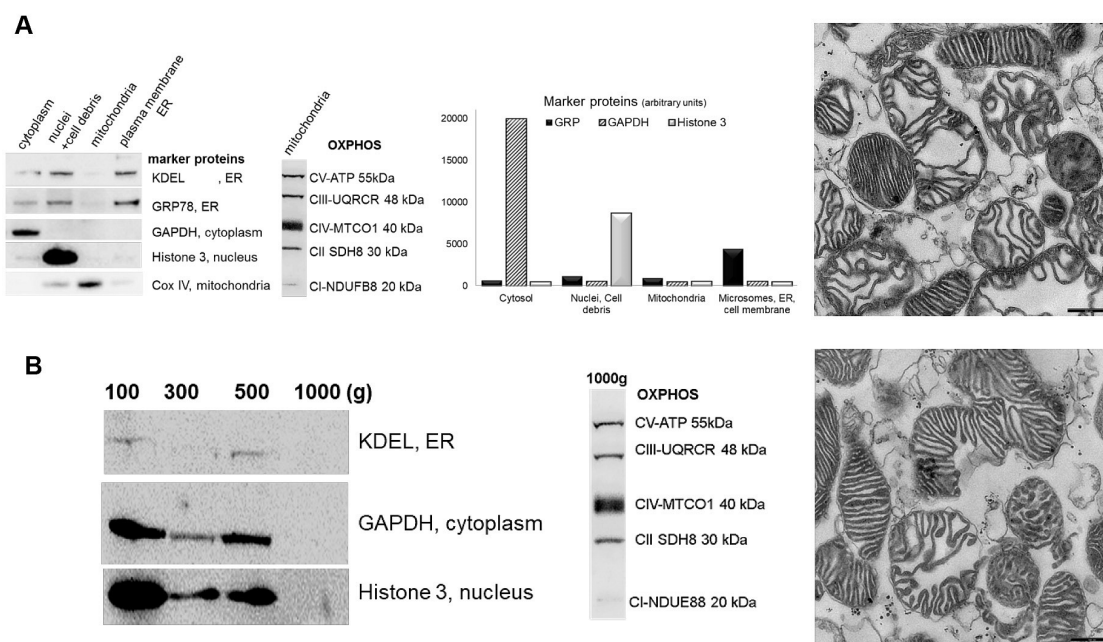 A
cytoplasm
nuclei
+cell debris
mitochondria
plasma membrane
ER
marker proteins
KDEL , ER
GRP78, ER
GAPDH, cytoplasm
Histone 3, nucleus
Cox IV, mitochondria
mitochondria
OXPHOS
CV-ATP 55kDa
CIII-UQRCR 48 kDa
CIV-MTCO1 40 kDa
CII SDH8 30 kDa
CI-NDUFB8 20 kDa
Marker proteins (arbitrary units)
GRP GAPDH Histone 3
20000
15000
10000
5000
0
Cytosol
Nuclei, Cell
debris
Mitochondria
Microsomes, ER,
cell membrane
B
100 300 500 1000 (g)
KDEL, ER
GAPDH, cytoplasm
Histone 3, nucleus
1000g
OXPHOS
CV-ATP 55kDa
CIII-UQRCR 48 kDa
CIV-MTCO1 40 kDa
CII SDH8 30 kDa
CI-NDUE88 20 kDa